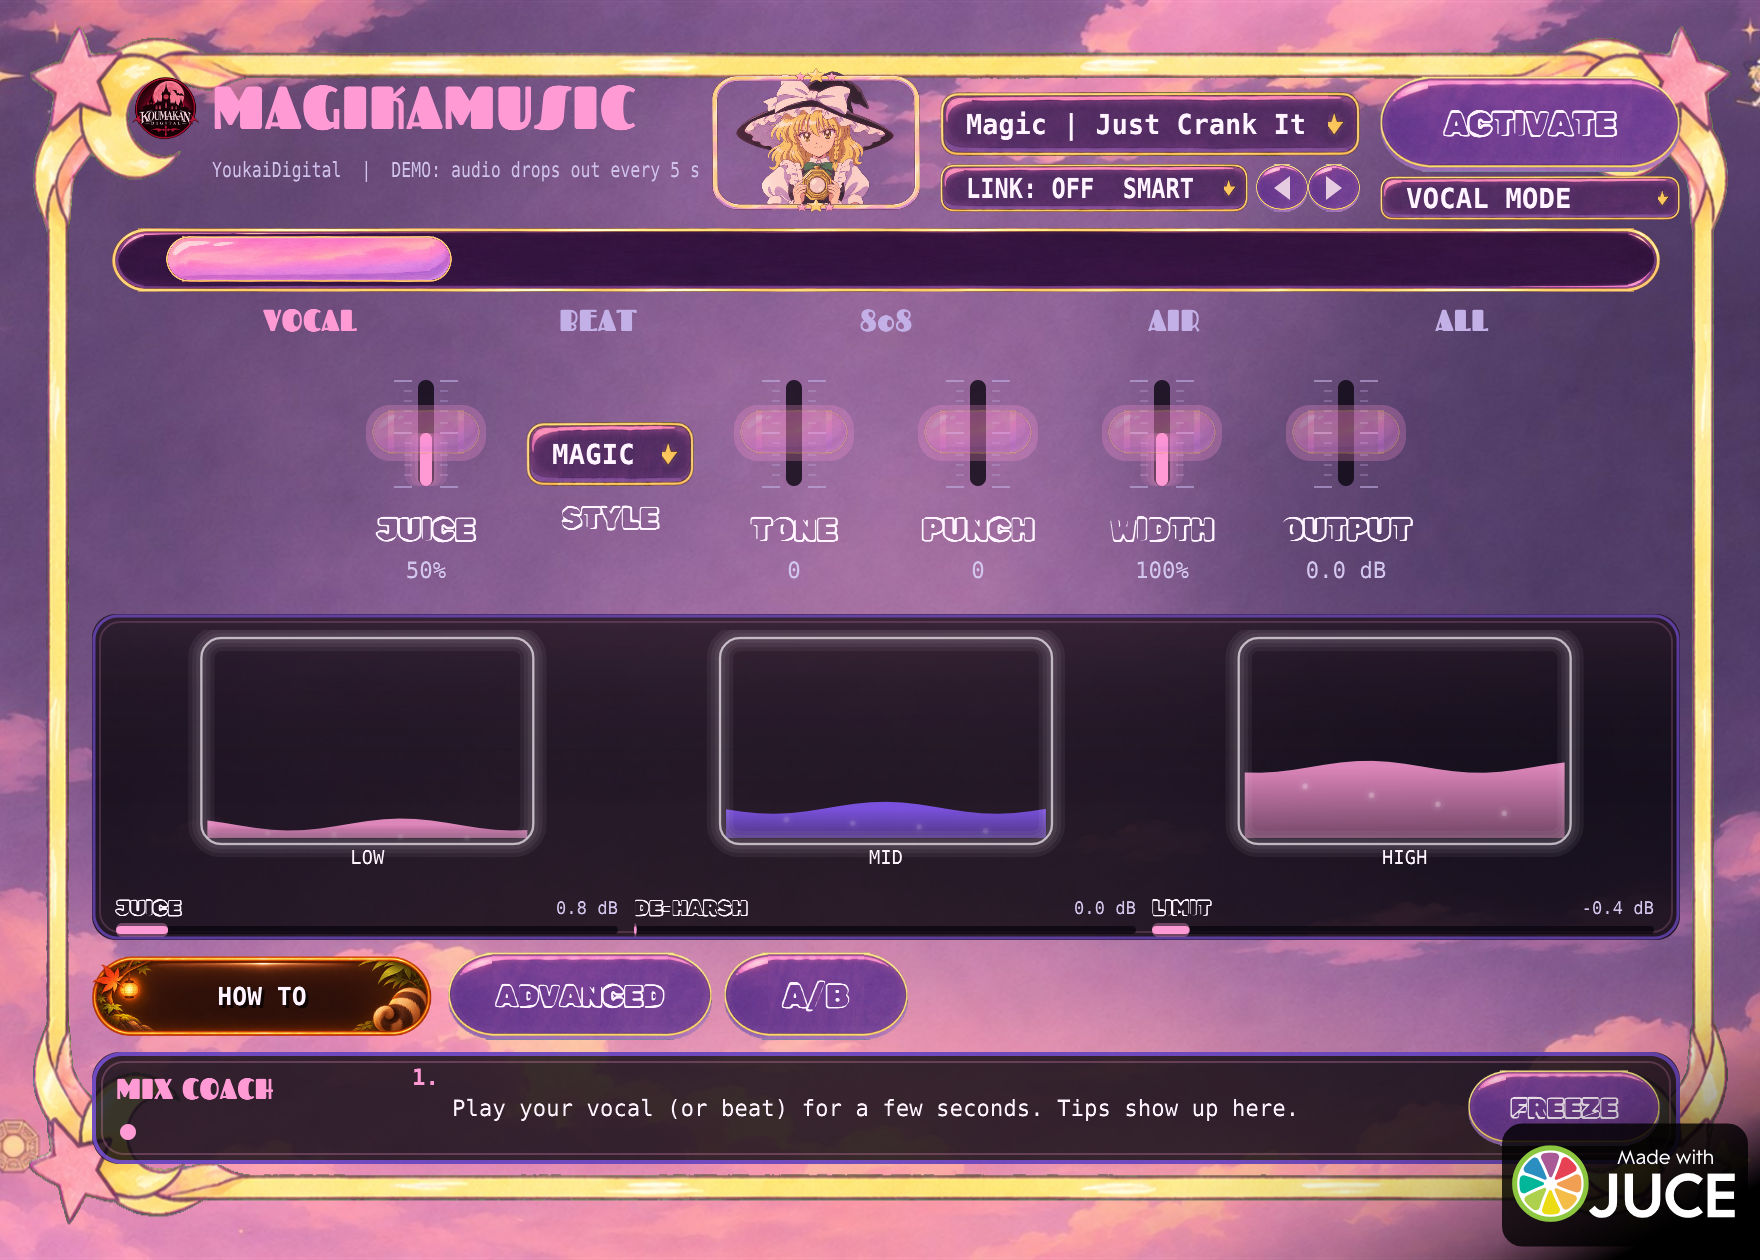 KOUMAKAN
DIGITAL
MAGIKAMUSIC
YoukaiDigital | DEMO: audio drops out every 5 s
Magic | Just Crank It
ACTIVATE
LINK: OFF SMART
VOCAL MODE
VOCAL BEAT 808 AIR ALL
MAGIC
JUICE STYLE TONE PUNCH WIDTH OUTPUT
50% 0 0 100% 0.0 dB
LOW MID HIGH
JUICE 0.8 dB DE-HARSH 0.0 dB LIMIT -0.4 dB
HOW TO ADVANCED A/B
MIX COACH
1.
Play your vocal (or beat) for a few seconds. Tips show up here.
FREEZE
Made with
JUCE